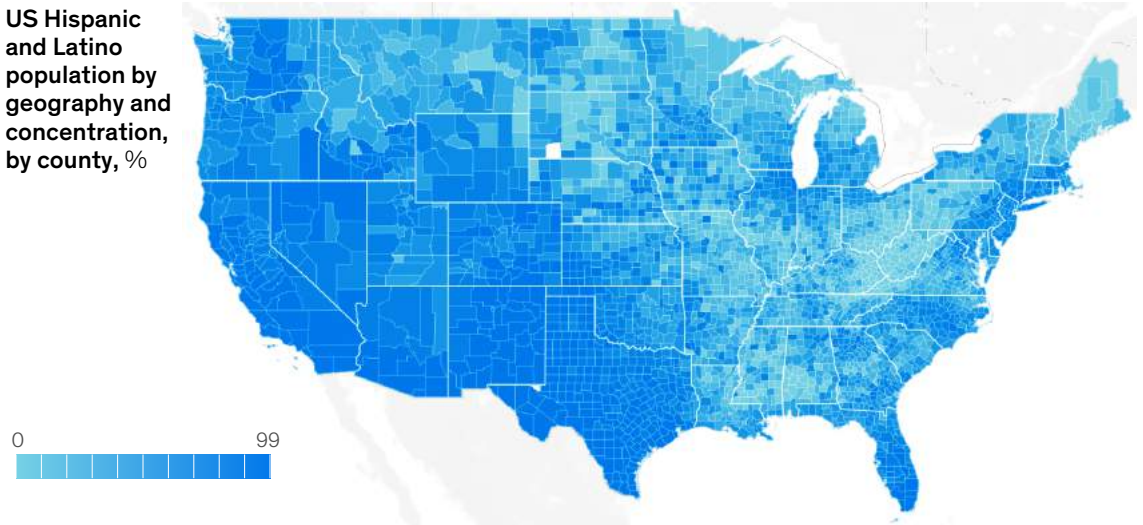 US Hispanic
and Latino
population by
geography and
concentration,
by county, %
0
99